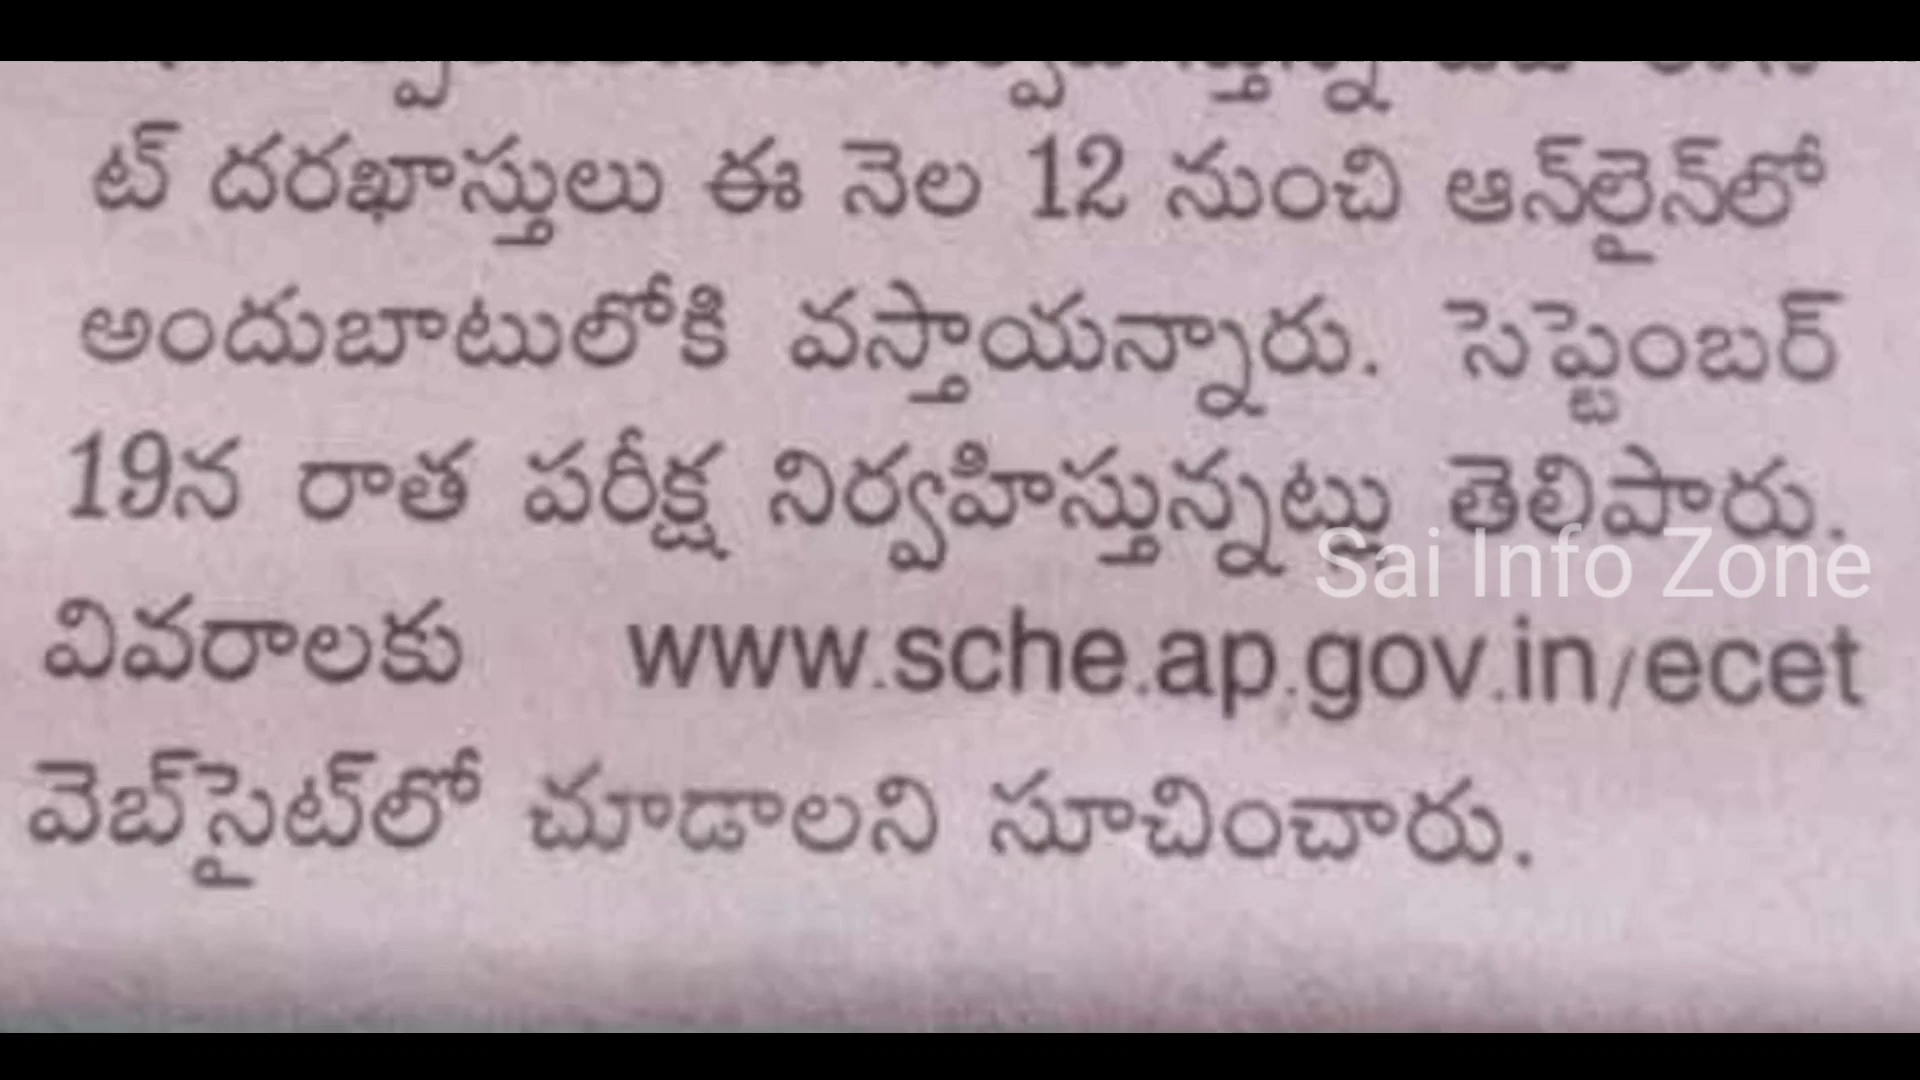 ట్ దరఖాస్తులు ఈ నెల 12 నుంచి ఆన్‌లైన్‌లో
అందుబాటులోకి వస్తాయన్నారు. సెప్టెంబర్
19న రాత పరీక్ష నిర్వహిస్తున్నట్లు తెలిపారు.
Sai Info Zone
వివరాలకు www.sche.ap.gov.in/ecet
వెబ్‌సైట్‌లో చూడాలని సూచించారు.